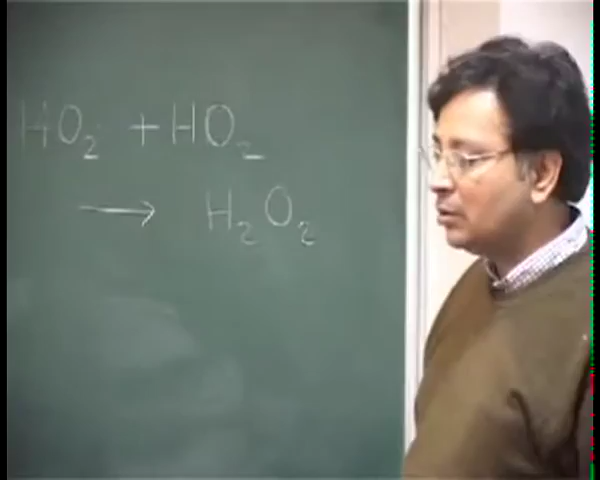 HO₂ + HO₂
→ H₂O₂